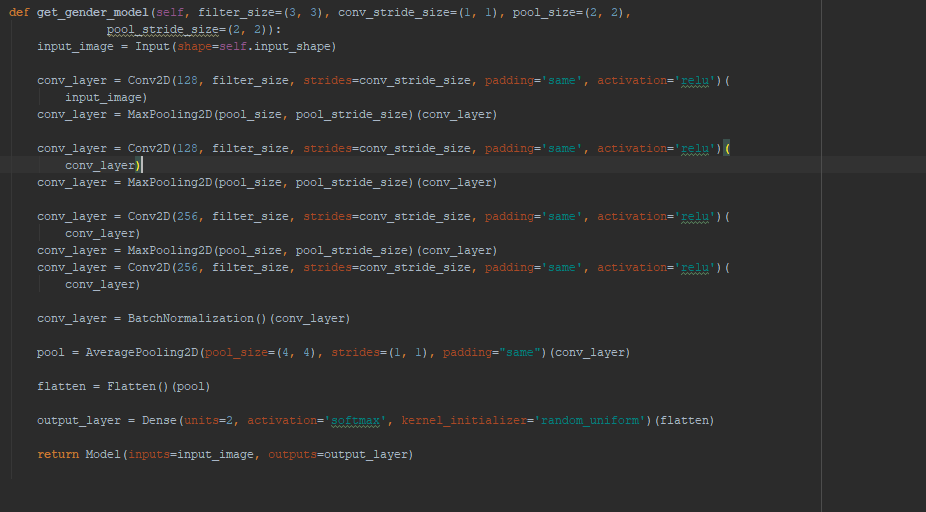 def get_gender_model(self, filter_size=(3, 3), conv_stride_size=(1, 1), pool_size=(2, 2),
pool_stride_size=(2, 2)):
input_image = Input(shape=self.input_shape)
conv_layer = Conv2D(128, filter_size, strides=conv_stride_size, padding='same', activation='relu')(
input_image)
conv_layer = MaxPooling2D(pool_size, pool_stride_size)(conv_layer)
conv_layer = Conv2D(128, filter_size, strides=conv_stride_size, padding='same', activation='relu')(
conv_layer)
conv_layer = MaxPooling2D(pool_size, pool_stride_size)(conv_layer)
conv_layer = Conv2D(256, filter_size, strides=conv_stride_size, padding='same', activation='relu')(
conv_layer)
conv_layer = MaxPooling2D(pool_size, pool_stride_size)(conv_layer)
conv_layer = Conv2D(256, filter_size, strides=conv_stride_size, padding='same', activation='relu')(
conv_layer)
conv_layer = BatchNormalization()(conv_layer)
pool = AveragePooling2D(pool_size=(4, 4), strides=(1, 1), padding="same")(conv_layer)
flatten = Flatten()(pool)
output_layer = Dense(units=2, activation='softmax', kernel_initializer='random_uniform')(flatten)
return Model(inputs=input_image, outputs=output_layer)